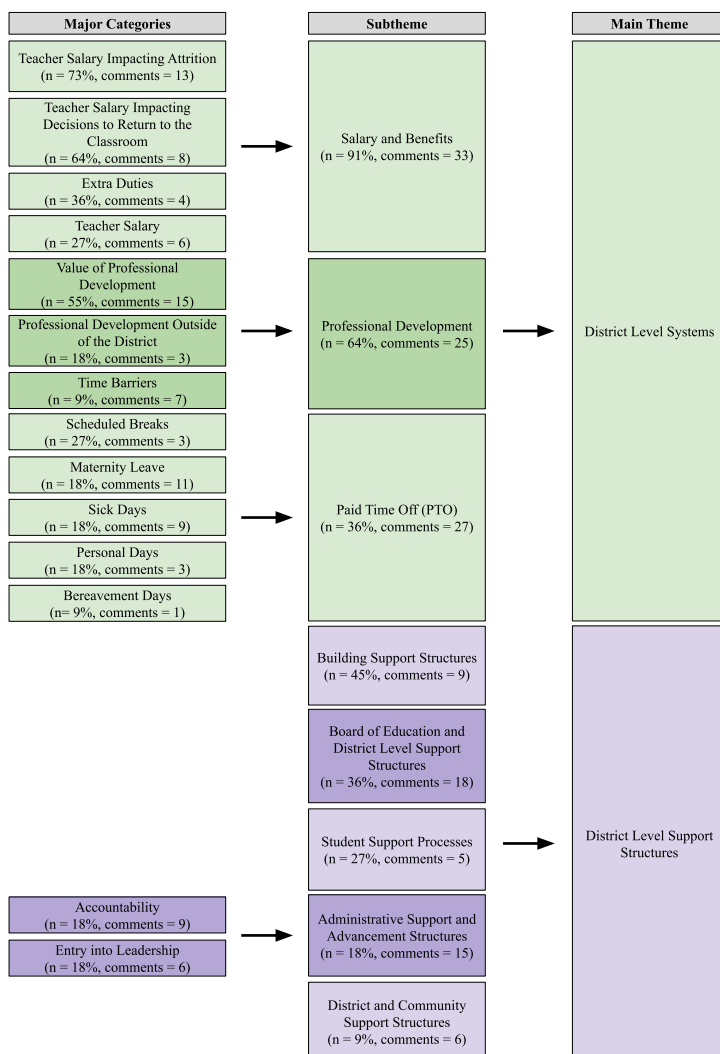 Major Categories
Subtheme
Main Theme
Teacher Salary Impacting Attrition
(n = 73%, comments = 13)
Teacher Salary Impacting
Decisions to Return to the
Classroom
(n = 64%, comments = 8)
Extra Duties
(n = 36%, comments = 4)
Teacher Salary
(n = 27%, comments = 6)
Salary and Benefits
(n = 91%, comments = 33)
Value of Professional
Development
(n = 55%, comments = 15)
Professional Development Outside
of the District
(n = 18%, comments = 3)
Time Barriers
(n = 9%, comments = 7)
Professional Development
(n = 64%, comments = 25)
District Level Systems
Scheduled Breaks
(n = 27%, comments = 3)
Maternity Leave
(n = 18%, comments = 11)
Sick Days
(n = 18%, comments = 9)
Personal Days
(n = 18%, comments = 3)
Bereavement Days
(n= 9%, comments = 1)
Paid Time Off (PTO)
(n = 36%, comments = 27)
Building Support Structures
(n = 45%, comments = 9)
Board of Education and
District Level Support
Structures
(n = 36%, comments = 18)
Student Support Processes
(n = 27%, comments = 5)
District Level Support
Structures
Accountability
(n = 18%, comments = 9)
Entry into Leadership
(n = 18%, comments = 6)
Administrative Support and
Advancement Structures
(n = 18%, comments = 15)
District and Community
Support Structures
(n = 9%, comments = 6)